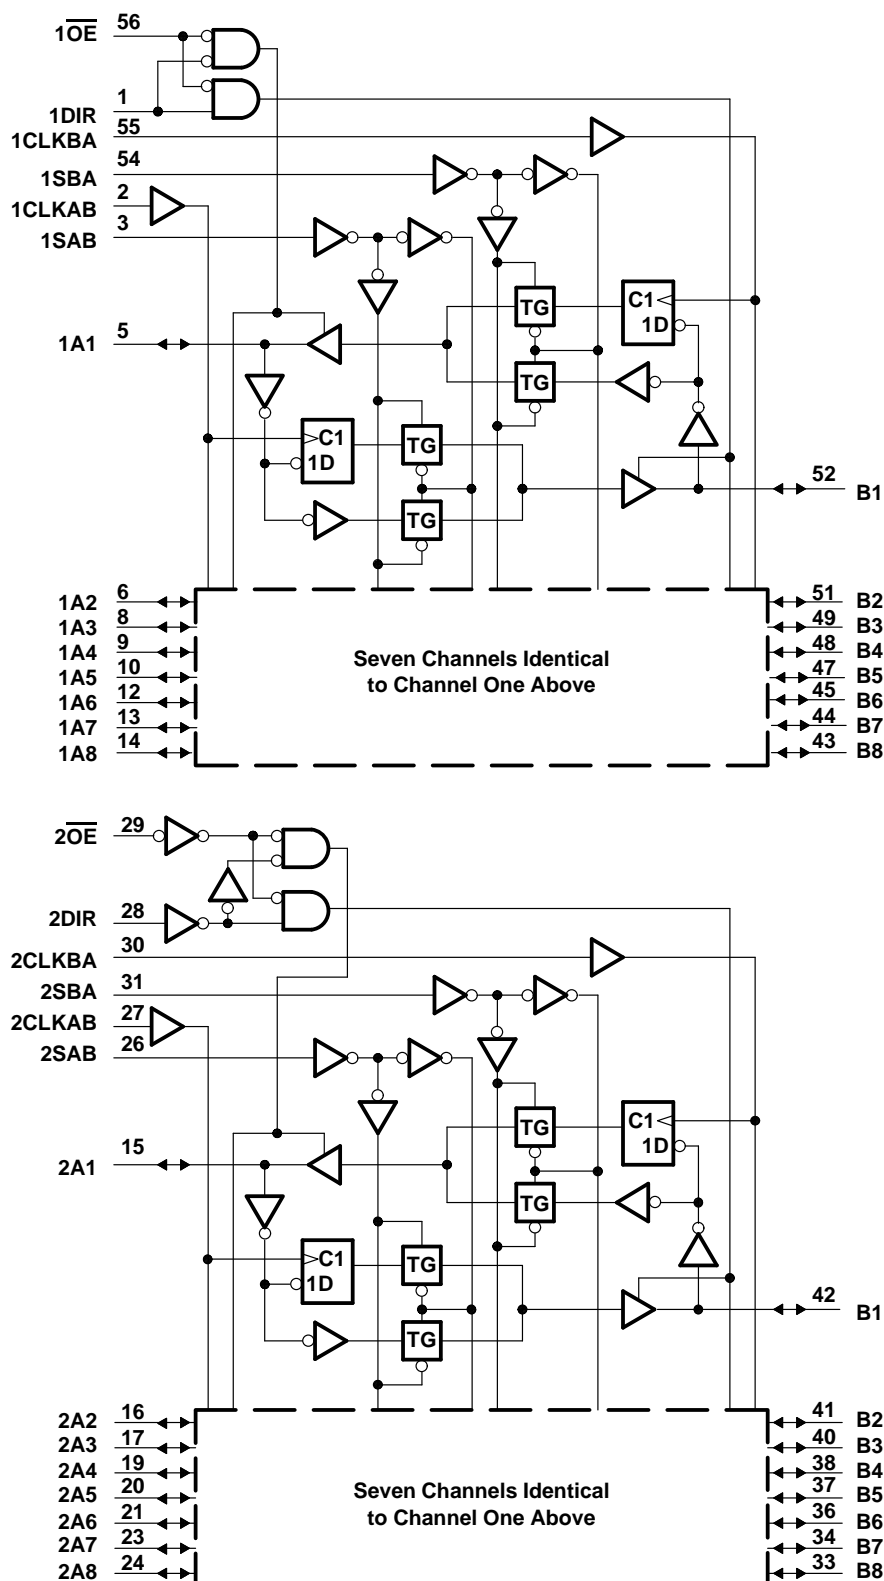 1OE 56
1DIR 1
1CLKBA 55
1SBA 54
1CLKAB 2
1SAB 3
TG C1
1D
1A1 5
TG
C1 TG
1D
52 B1
TG
1A2 6 51 B2
1A3 8 49 B3
1A4 9 48 B4
1A5 10 47 B5
1A6 12 45 B6
1A7 13 44 B7
1A8 14 43 B8
Seven Channels Identical
to Channel One Above
2OE 29
2DIR 28
2CLKBA 30
2SBA 31
2CLKAB 27
2SAB 26
TG C1
1D
2A1 15
TG
C1 TG
1D
42 B1
TG
2A2 16 41 B2
2A3 17 40 B3
2A4 19 38 B4
2A5 20 37 B5
2A6 21 36 B6
2A7 23 34 B7
2A8 24 33 B8
Seven Channels Identical
to Channel One Above